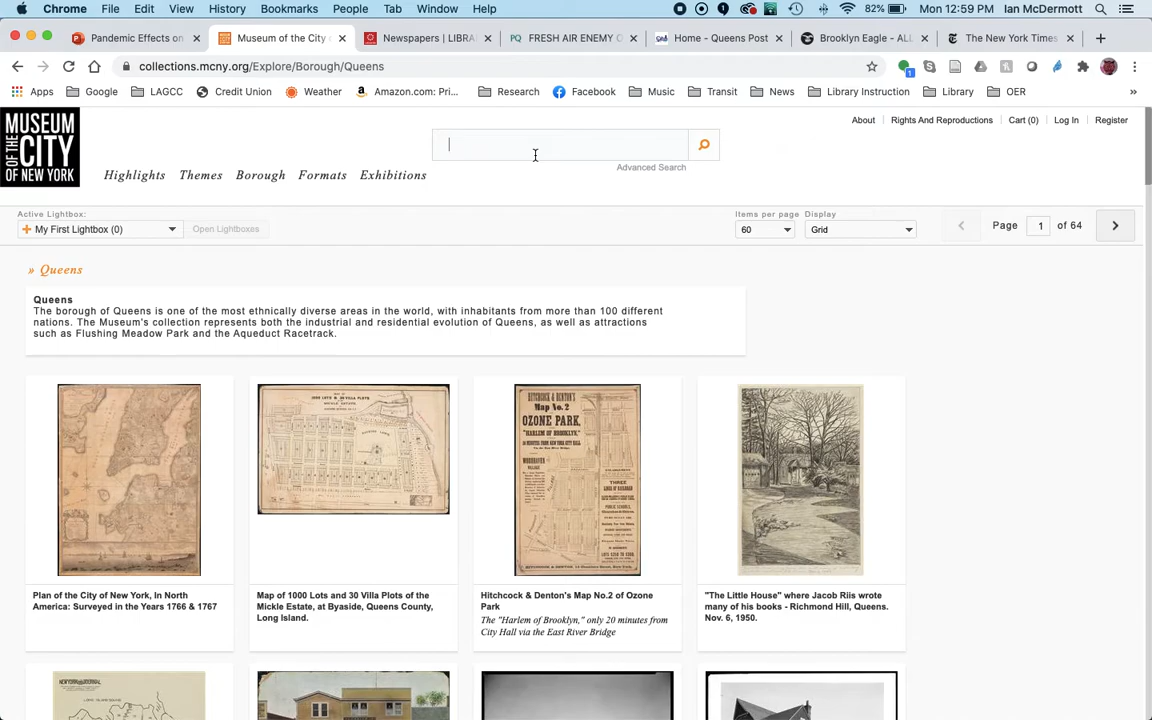 Chrome File Edit View History Bookmarks People Tab Window Help 82% Mon 12:59 PM Ian McDermott
Pandemic Effects on Museum of the City Newspapers | LIBRA FRESH AIR ENEMY Home - Queens Post Brooklyn Eagle - ALL The New York Times
collections.mcny.org/Explore/Borough/Queens
Apps Google LAGCC Credit Union Weather Amazon.com: Pri... Research Facebook Music Transit News Library Instruction Library OER
MUSEUM OF THE CITY OF NEW YORK
About Rights And Reproductions Cart (0) Log In Register
Advanced Search
Highlights Themes Borough Formats Exhibitions
Active Lightbox: Items per page Display
My First Lightbox (0) Open Lightboxes 60 Grid Page 1 of 64
» Queens
Queens
The borough of Queens is one of the most ethnically diverse areas in the world, with inhabitants from more than 100 different
nations. The Museum's collection represents both the industrial and residential evolution of Queens, as well as attractions
such as Flushing Meadow Park and the Aqueduct Racetrack.
HITCHCOCK & DENTON'S
Map No. 2
OZONE PARK,
"HARLEM OF BROOKLYN,"
Plan of the City of New York, In North
America: Surveyed in the Years 1766 & 1767
Map of 1000 Lots and 30 Villa Plots of the
Mickle Estate, at Byaside, Queens County,
Long Island.
Hitchcock & Denton's Map No.2 of Ozone
Park
The "Harlem of Brooklyn," only 20 minutes from
City Hall via the East River Bridge
"The Little House" where Jacob Riis wrote
many of his books - Richmond Hill, Queens.
Nov. 6, 1950.